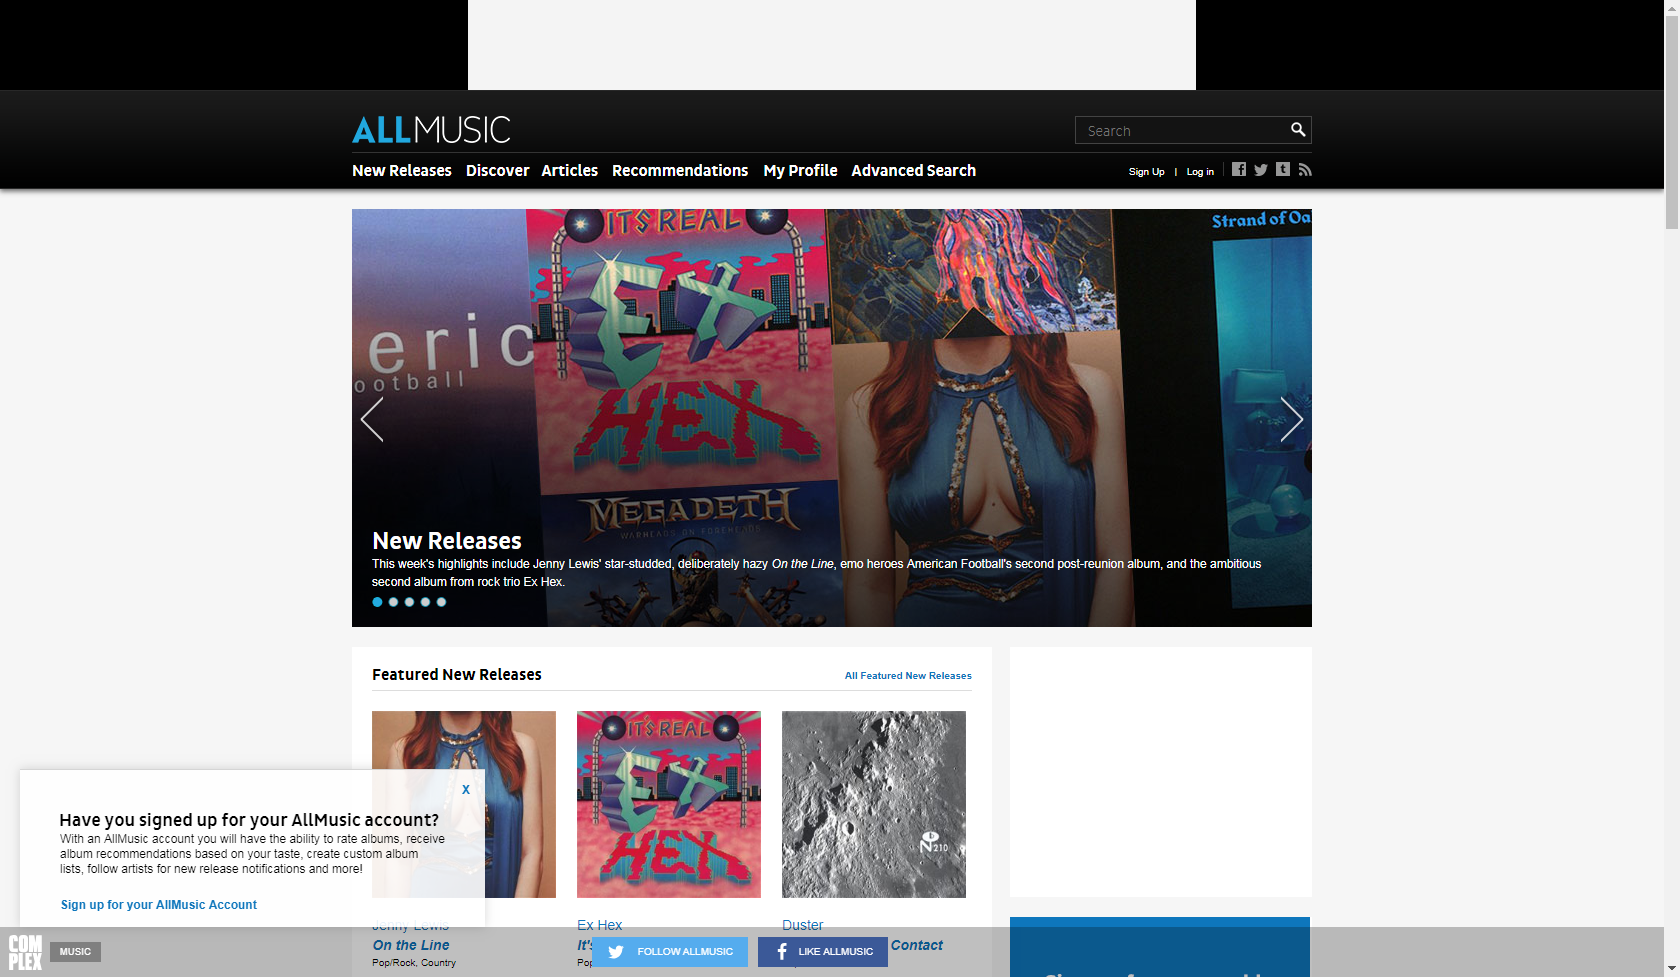 ALLMUSIC
Search
New Releases Discover Articles Recommendations My Profile Advanced Search
Sign Up | Log in
IT'S REAL
EX
HEX
eric
ootball
Strand of Oa
MEGADETH
WARHEADS ON FOREHEADS
New Releases
This week's highlights include Jenny Lewis' star-studded, deliberately hazy On the Line, emo heroes American Football's second post-reunion album, and the ambitious
second album from rock trio Ex Hex.
Featured New Releases
All Featured New Releases
IT'S REAL
EX
HEX
N210
X
Have you signed up for your AllMusic account?
With an AllMusic account you will have the ability to rate albums, receive
album recommendations based on your taste, create custom album
lists, follow artists for new release notifications and more!
Sign up for your AllMusic Account
Jenny Lewis
On the Line
Pop/Rock, Country
Ex Hex
It's
Pop
Duster
Contact
COMPLEX
MUSIC
FOLLOW ALLMUSIC
LIKE ALLMUSIC